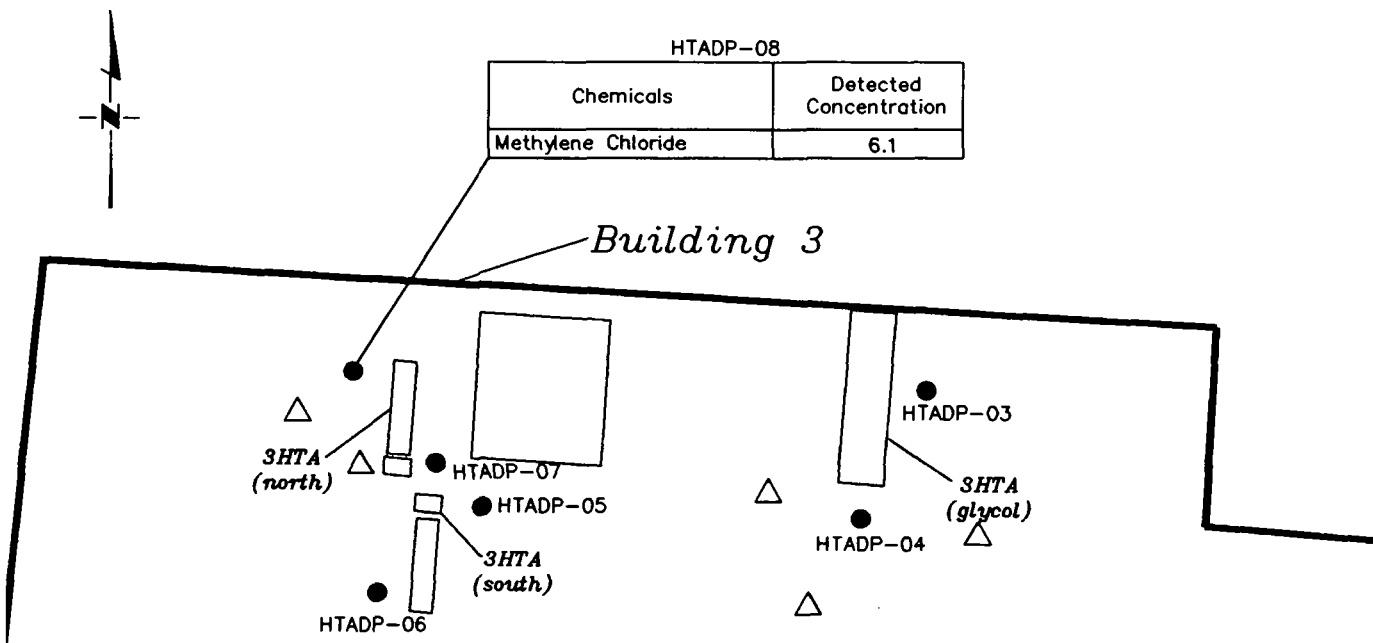 HTADP-08
Chemicals
Detected
Concentration
Methylene Chloride
6.1
N
Building 3
HTADP-03
3HTA
(north)
HTADP-07
HTADP-05
3HTA
(glycol)
HTADP-04
3HTA
(south)
HTADP-06